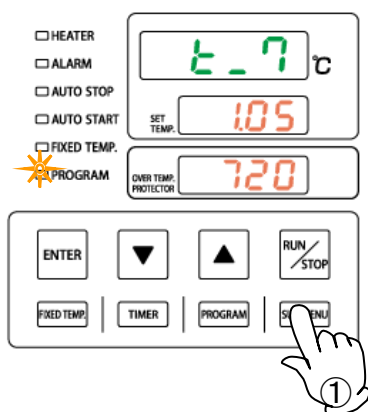 HEATER
ALARM
AUTO STOP
AUTO START
FIXED TEMP.
PROGRAM
t_7 ℃
SET TEMP. 1.05
OVER TEMP. PROTECTOR 720
ENTER ▼ ▲ RUN/STOP
FIXED TEMP. TIMER PROGRAM
①